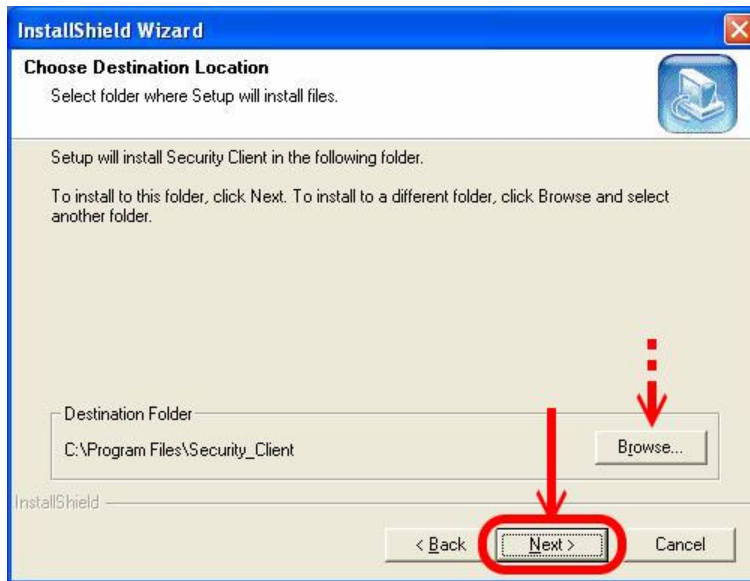 InstallShield Wizard
Choose Destination Location
Select folder where Setup will install files.
Setup will install Security Client in the following folder.
To install to this folder, click Next. To install to a different folder, click Browse and select
another folder.
Destination Folder
C:\Program Files\Security_Client
Browse...
InstallShield
< Back
Next >
Cancel